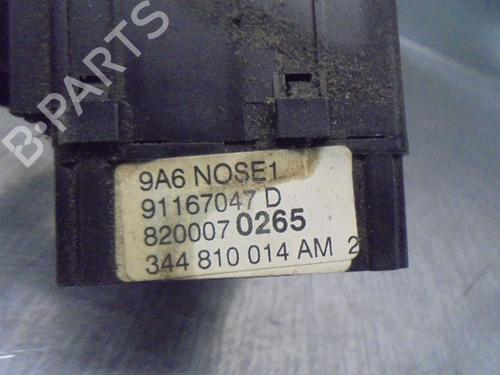 B-PARTS
9A6 NOSE1
91167047 D
820007 0265
344 810 014 AM 2